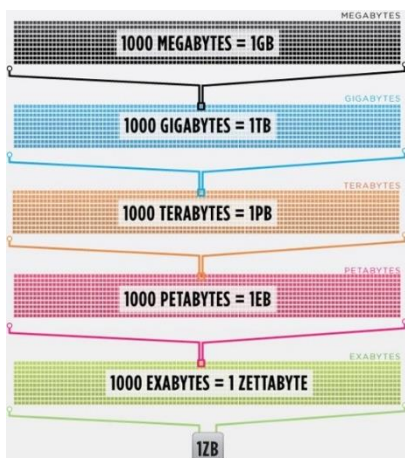 MEGABYTES
1000 MEGABYTES = 1GB
GIGABYTES
1000 GIGABYTES = 1TB
TERABYTES
1000 TERABYTES = 1PB
PETABYTES
1000 PETABYTES = 1EB
EXABYTES
1000 EXABYTES = 1 ZETTABYTE
1ZB